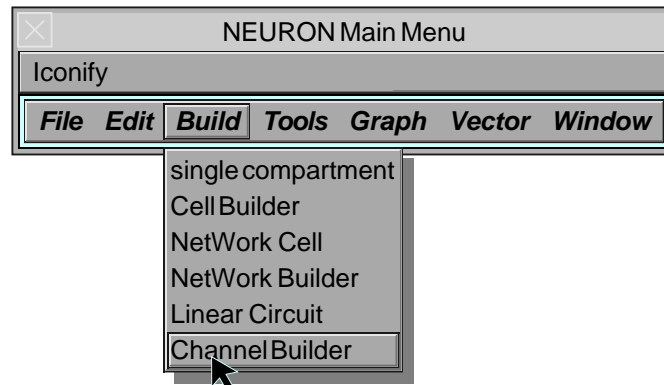 NEURON Main Menu
Iconify
File Edit Build Tools Graph Vector Window
single compartment
Cell Builder
NetWork Cell
NetWork Builder
Linear Circuit
Channel Builder